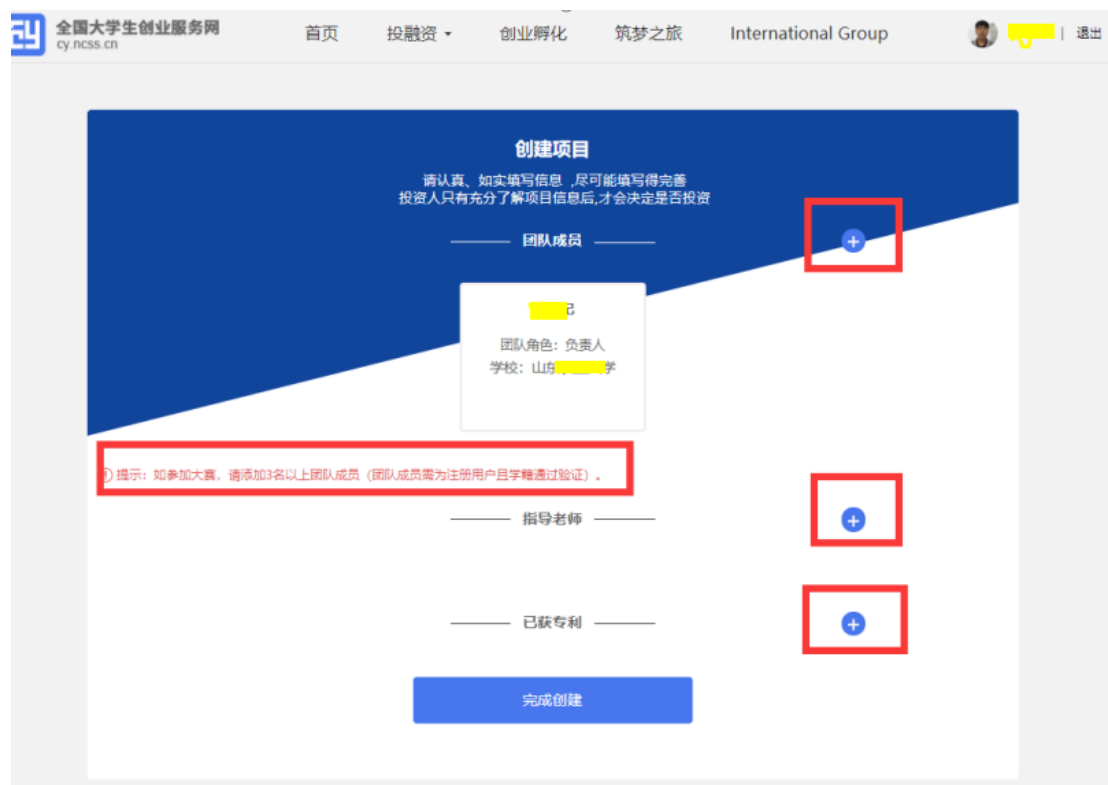 全国大学生创业服务网
cy.ncss.cn
首页 投融资 创业孵化 筑梦之旅 International Group | 退出
创建项目
请认真、如实填写信息 ,尽可能填写得完善
投资人只有充分了解项目信息后,才会决定是否投资
团队成员
团队角色：负责人
学校：山东 学
提示：如参加大赛，请添加3名以上团队成员（团队成员需为注册用户且学籍通过验证）。
指导老师
已获专利
完成创建